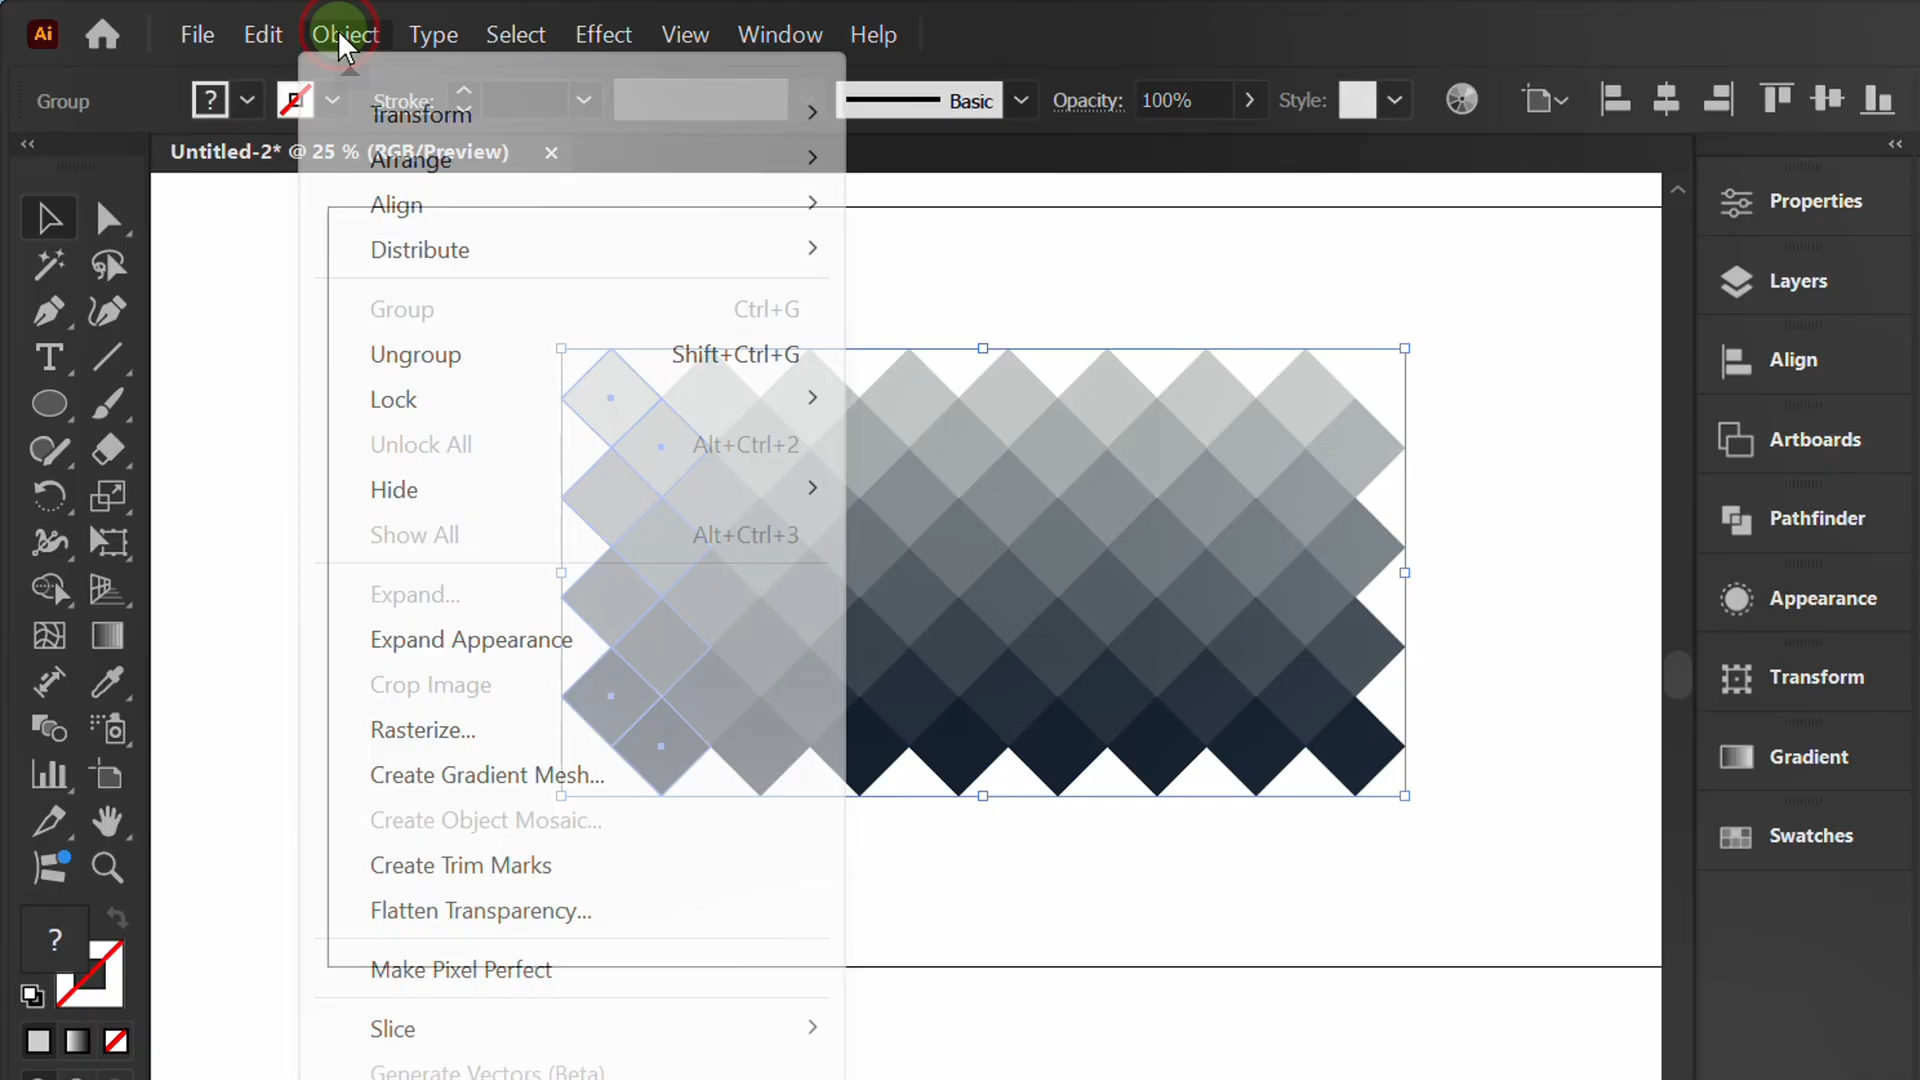 Ai File Edit Object Type Select Effect View Window Help
Group ? Stroke: Basic Opacity: 100% Style:
Untitled-2* @ 25 % (RGB/Preview)
Transform
Arrange
Align
Distribute
Group Ctrl+G
Ungroup Shift+Ctrl+G
Lock
Unlock All Alt+Ctrl+2
Hide
Show All Alt+Ctrl+3
Expand...
Expand Appearance
Crop Image
Rasterize...
Create Gradient Mesh...
Create Object Mosaic...
Create Trim Marks
Flatten Transparency...
Make Pixel Perfect
Slice
Generate Vectors (Beta)
?
Properties
Layers
Align
Artboards
Pathfinder
Appearance
Transform
Gradient
Swatches